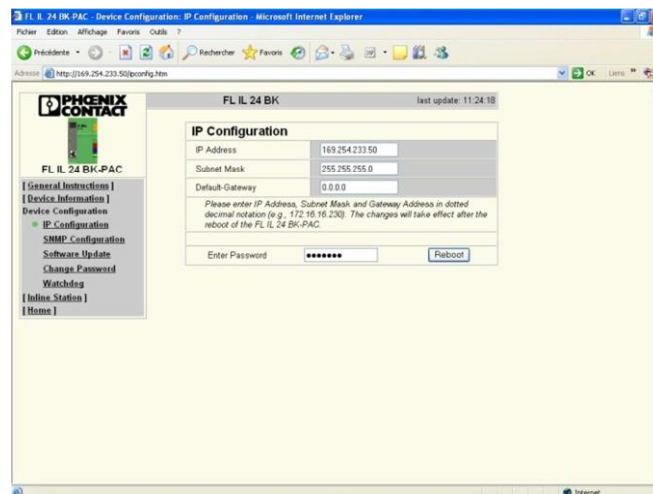 FL IL 24 BK-PAC - Device Configuration: IP Configuration - Microsoft Internet Explorer
Fichier Edition Affichage Favoris Outils ?
Précédente Rechercher Favoris
Adresse http://169.254.233.50/ipconfig.htm OK Liens »
PHŒNIX
CONTACT
FL IL 24 BK-PAC
[ General Instructions ]
[ Device Information ]
Device Configuration
IP Configuration
SNMP Configuration
Software Update
Change Password
Watchdog
[ Inline Station ]
[ Home ]
FL IL 24 BK last update: 11:24:18
IP Configuration
IP Address 169.254.233.50
Subnet Mask 255.255.255.0
Default-Gateway 0.0.0.0
Please enter IP Address, Subnet Mask and Gateway Address in dotted
decimal notation (e.g., 172.16.16.230). The changes will take effect after the
reboot of the FL IL 24 BK-PAC.
Enter Password ••••••• Reboot
Internet